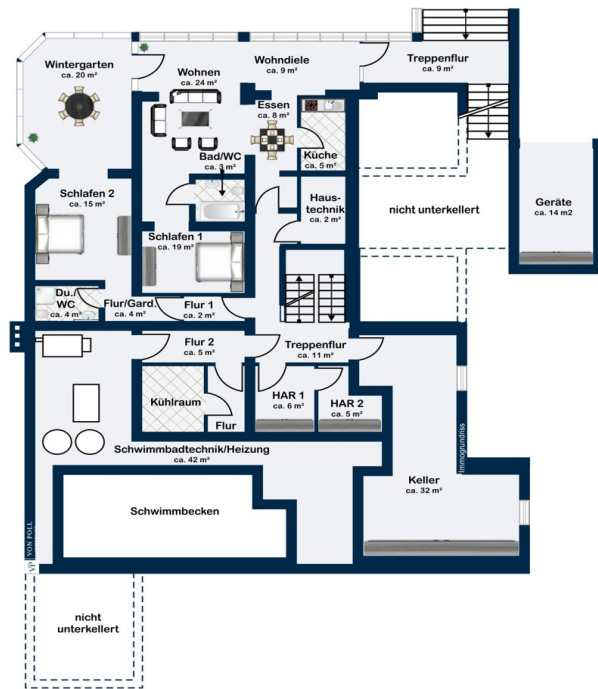 Wintergarten
ca. 20 m²
Wohnen
ca. 24 m²
Wohndiele
ca. 9 m²
Treppenflur
ca. 9 m²
Essen
ca. 8 m²
Bad/WC
ca. 3 m²
Küche
ca. 5 m²
Schlafen 2
ca. 15 m²
Haus-
technik
ca. 2 m²
nicht unterkellert
Geräte
ca. 14 m2
Schlafen 1
ca. 19 m²
Du./
WC
ca. 4 m²
Flur/Gard.
ca. 4 m²
Flur 1
ca. 2 m²
Flur 2
ca. 5 m²
Treppenflur
ca. 11 m²
Kühlraum
Flur
HAR 1
ca. 6 m²
HAR 2
ca. 5 m²
Schwimmbadtechnik/Heizung
ca. 42 m²
Keller
ca. 32 m²
Immogrundriss
Schwimmbecken
VP VON POLL
nicht
unterkellert